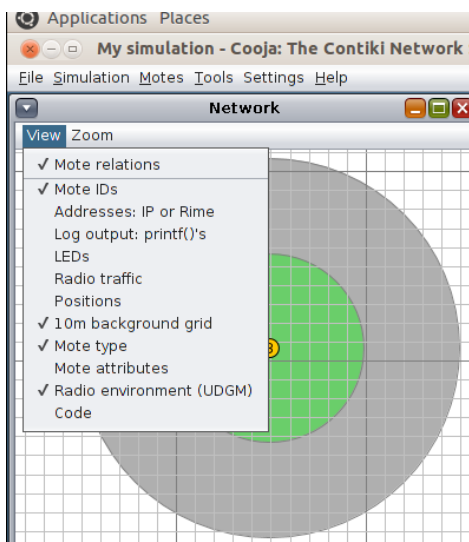 Applications Places
My simulation - Cooja: The Contiki Network
File Simulation Motes Tools Settings Help
Network
View Zoom
✓ Mote relations
✓ Mote IDs
Addresses: IP or Rime
Log output: printf()'s
LEDs
Radio traffic
Positions
✓ 10m background grid
✓ Mote type
Mote attributes
✓ Radio environment (UDGM)
Code